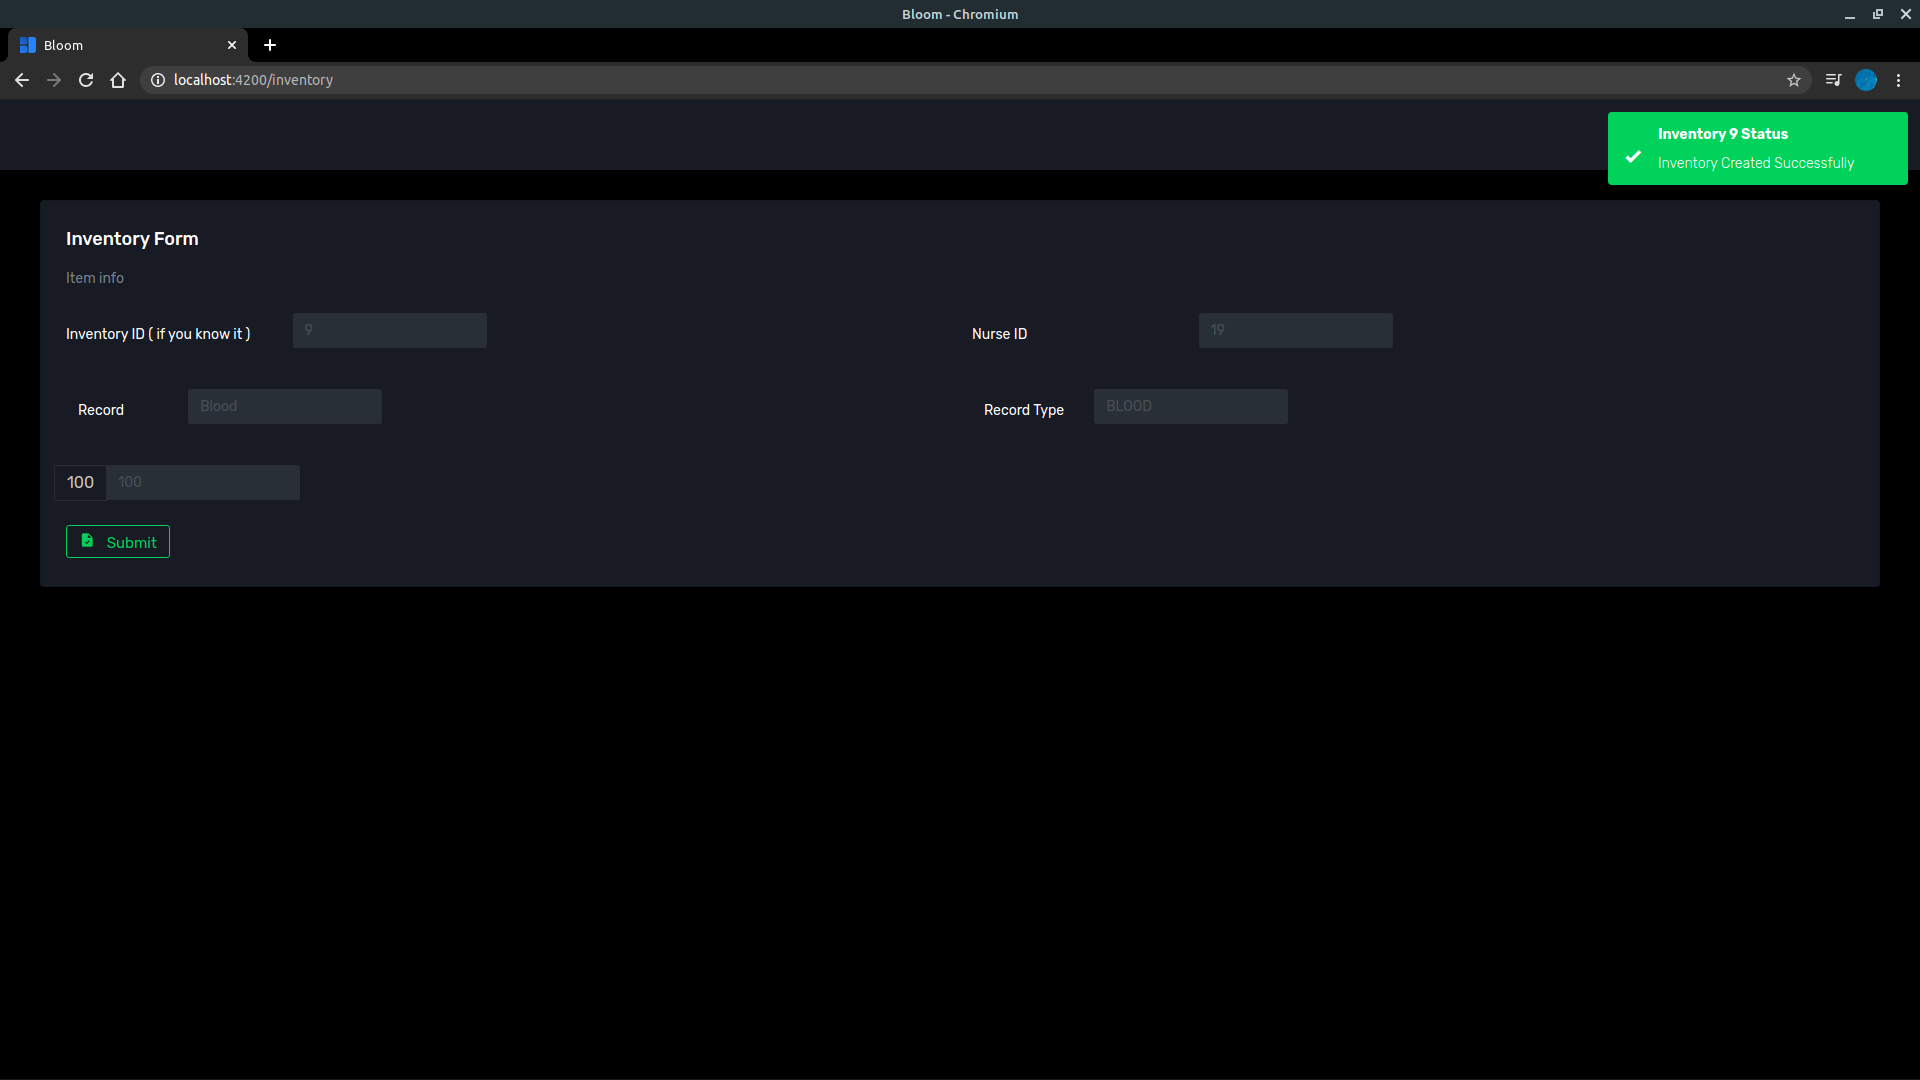 Bloom - Chromium
Bloom
localhost:4200/inventory
Inventory 9 Status
Inventory Created Successfully
Inventory Form
Item info
Inventory ID ( if you know it )
9
Nurse ID
19
Record
Blood
Record Type
BLOOD
100
100
Submit